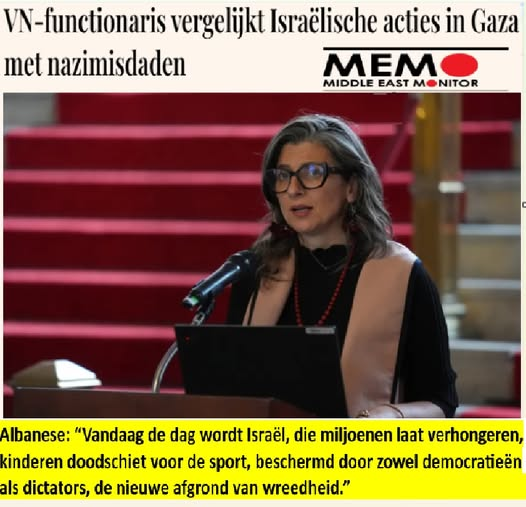 VN-functionaris vergelijkt Israëlische acties in Gaza
met nazimisdaden
MEMO
MIDDLE EAST MONITOR
Albanese: “Vandaag de dag wordt Israël, die miljoenen laat verhongeren,
kinderen doodschiet voor de sport, beschermd door zowel democratieën
als dictators, de nieuwe afgrond van wreedheid.”